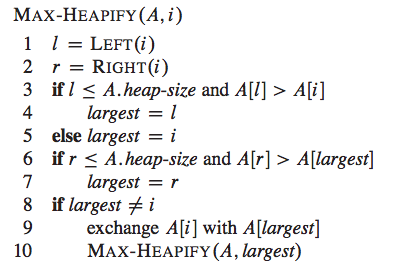 MAX-HEAPIFY(A, i)
1 l = LEFT(i)
2 r = RIGHT(i)
3 if l ≤ A.heap-size and A[l] > A[i]
4 largest = l
5 else largest = i
6 if r ≤ A.heap-size and A[r] > A[largest]
7 largest = r
8 if largest ≠ i
9 exchange A[i] with A[largest]
10 MAX-HEAPIFY(A, largest)